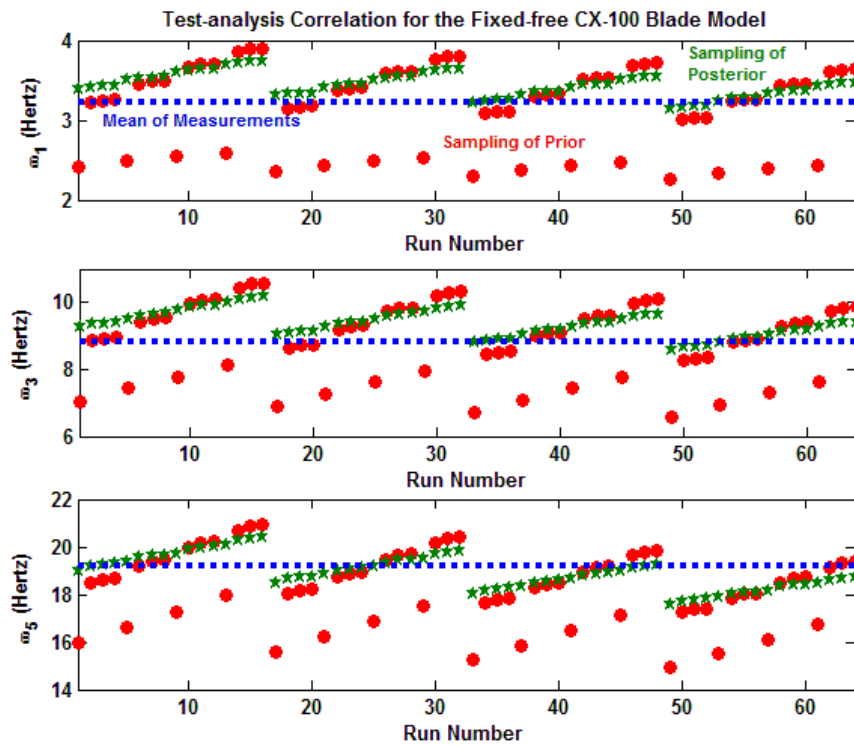 Test-analysis Correlation for the Fixed-free CX-100 Blade Model
4
3
2
ϖ1 (Hertz)
Sampling of
Posterior
Mean of Measurements
Sampling of Prior
10 20 30 40 50 60
Run Number
10
8
6
ϖ3 (Hertz)
10 20 30 40 50 60
Run Number
22
20
18
16
14
ϖ5 (Hertz)
10 20 30 40 50 60
Run Number